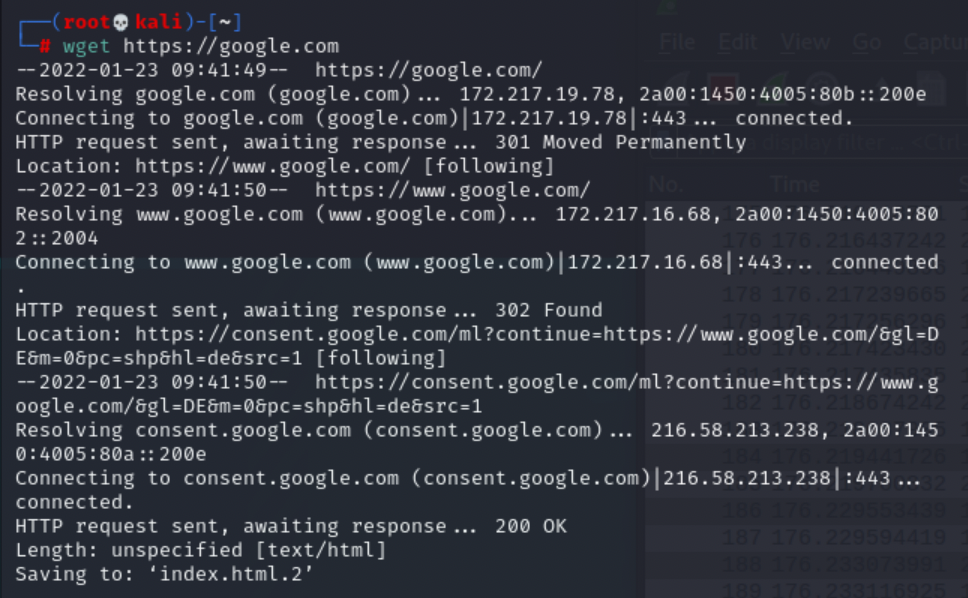 ┌──(root💀kali)-[~]
└─# wget https://google.com
--2022-01-23 09:41:49--  https://google.com/
Resolving google.com (google.com)... 172.217.19.78, 2a00:1450:4005:80b::200e
Connecting to google.com (google.com)|172.217.19.78|:443... connected.
HTTP request sent, awaiting response... 301 Moved Permanently
Location: https://www.google.com/ [following]
--2022-01-23 09:41:50--  https://www.google.com/
Resolving www.google.com (www.google.com)... 172.217.16.68, 2a00:1450:4005:80
2::2004
Connecting to www.google.com (www.google.com)|172.217.16.68|:443... connected
.
HTTP request sent, awaiting response... 302 Found
Location: https://consent.google.com/ml?continue=https://www.google.com/&gl=D
E&m=0&pc=shp&hl=de&src=1 [following]
--2022-01-23 09:41:50--  https://consent.google.com/ml?continue=https://www.g
oogle.com/&gl=DE&m=0&pc=shp&hl=de&src=1
Resolving consent.google.com (consent.google.com)... 216.58.213.238, 2a00:145
0:4005:80a::200e
Connecting to consent.google.com (consent.google.com)|216.58.213.238|:443...
connected.
HTTP request sent, awaiting response... 200 OK
Length: unspecified [text/html]
Saving to: ‘index.html.2’
File Edit View Go
No. Time
176 176.216437242
178 176.217239665
182 176.218674242
187 176.229594419
188 176.233073991
189 176.233116925